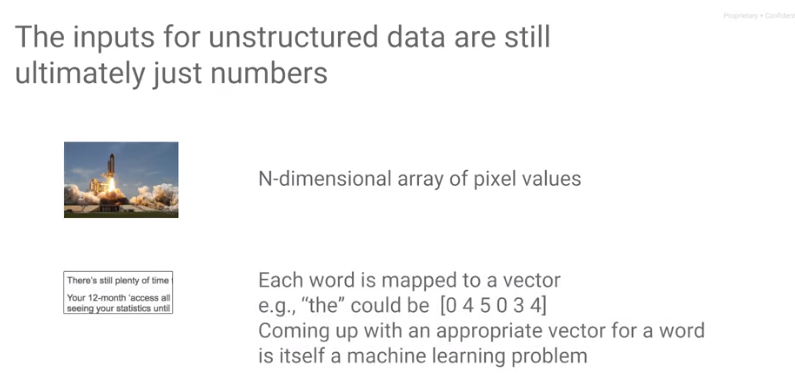 Proprietary + Confident
The inputs for unstructured data are still
ultimately just numbers
N-dimensional array of pixel values
There's still plenty of time
Your 12-month 'access all
seeing your statistics until
Each word is mapped to a vector
e.g., “the” could be [0 4 5 0 3 4]
Coming up with an appropriate vector for a word
is itself a machine learning problem